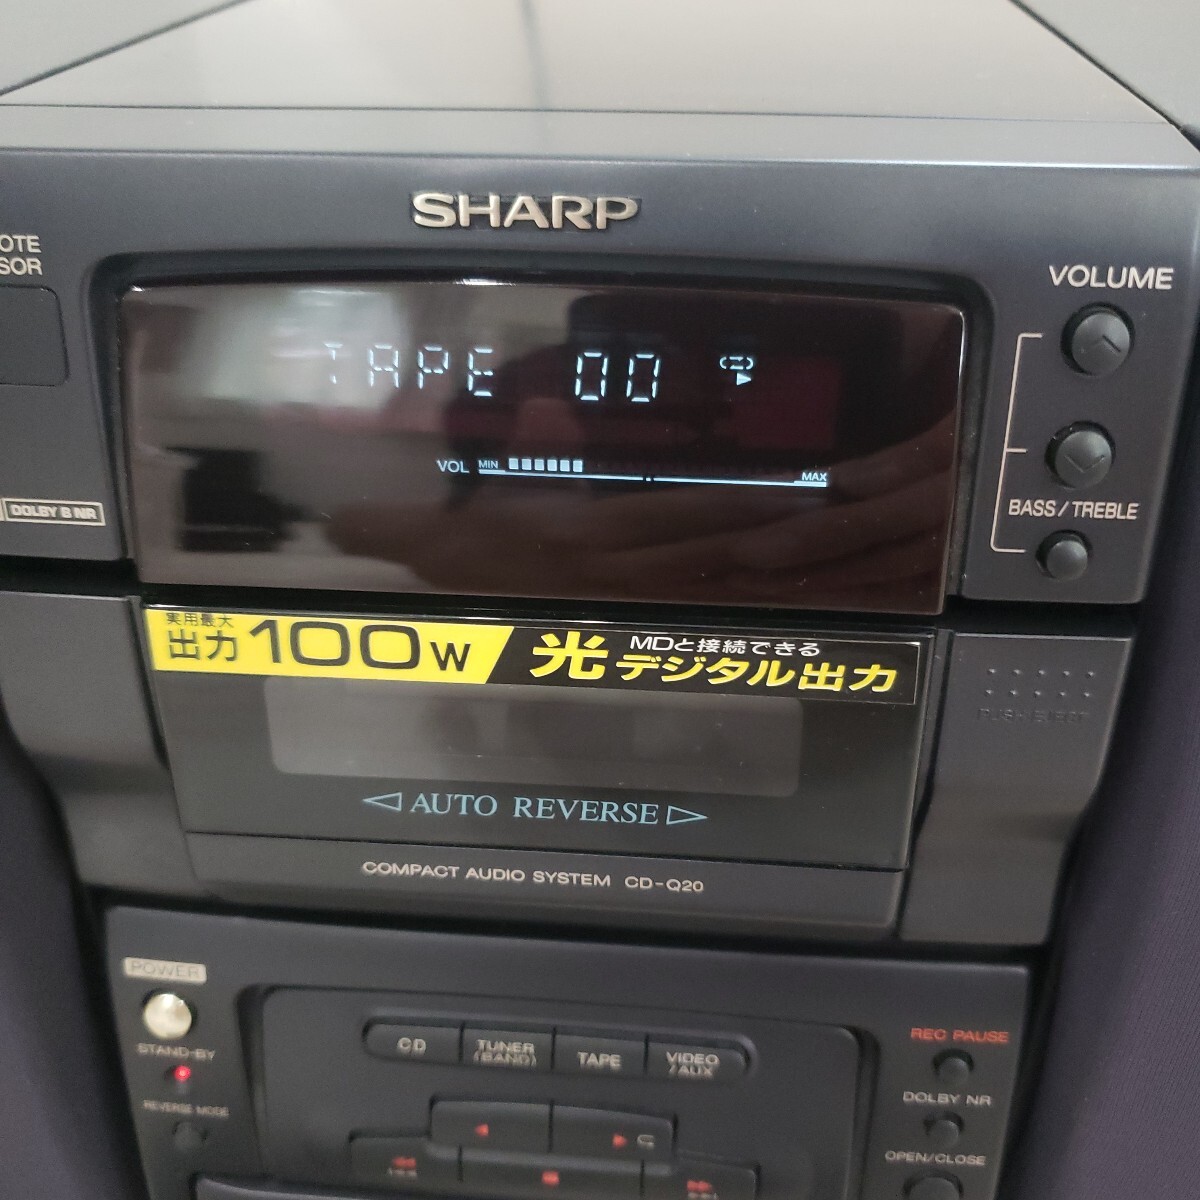 SHARP
OTE
SOR
VOLUME
TAPE 00
VOL MIN MAX
BASS/TREBLE
DOLBY B NR
実用最大
出力100W
光 MDと接続できる
デジタル出力
PUSH EJECT
AUTO REVERSE
COMPACT AUDIO SYSTEM CD-Q20
POWER
STAND-BY
REVERSE MODE
CD
TUNER
(BAND)
TAPE
VIDEO
/AUX
REC PAUSE
DOLBY NR
OPEN/CLOSE